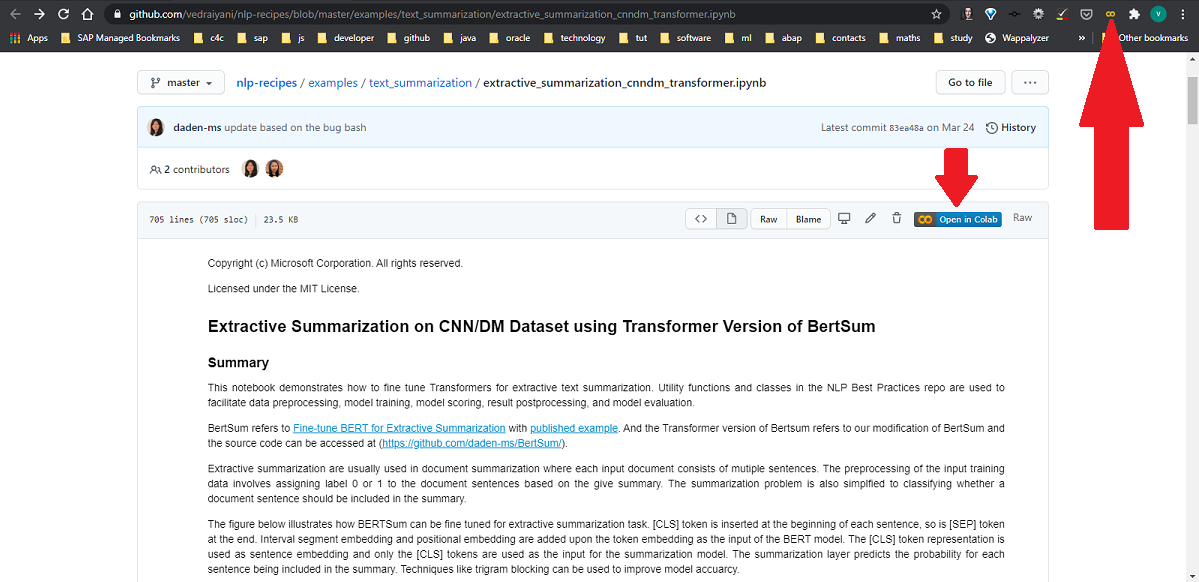 github.com/vedraiyani/nlp-recipes/blob/master/examples/text_summarization/extractive_summarization_cnndm_transformer.ipynb
V
Apps SAP Managed Bookmarks c4c sap js developer github java oracle technology tut software ml abap contacts maths study Wappalyzer » Other bookmarks
master nlp-recipes / examples / text_summarization / extractive_summarization_cnndm_transformer.ipynb Go to file ...
daden-ms update based on the bug bash Latest commit 83ea48a on Mar 24 History
2 contributors
705 lines (705 sloc) 23.5 KB <> Raw Blame Open in Colab Raw
Copyright (c) Microsoft Corporation. All rights reserved.
Licensed under the MIT License.
Extractive Summarization on CNN/DM Dataset using Transformer Version of BertSum
Summary
This notebook demonstrates how to fine tune Transformers for extractive text summarization. Utility functions and classes in the NLP Best Practices repo are used to
facilitate data preprocessing, model training, model scoring, result postprocessing, and model evaluation.
BertSum refers to Fine-tune BERT for Extractive Summarization with published example. And the Transformer version of Bertsum refers to our modification of BertSum and
the source code can be accessed at (https://github.com/daden-ms/BertSum/).
Extractive summarization are usually used in document summarization where each input document consists of mutiple sentences. The preprocessing of the input training
data involves assigning label 0 or 1 to the document sentences based on the give summary. The summarization problem is also simplfied to classifying whether a
document sentence should be included in the summary.
The figure below illustrates how BERTSum can be fine tuned for extractive summarization task. [CLS] token is inserted at the beginning of each sentence, so is [SEP] token
at the end. Interval segment embedding and positional embedding are added upon the token embedding as the input of the BERT model. The [CLS] token representation is
used as sentence embedding and only the [CLS] tokens are used as the input for the summarization model. The summarization layer predicts the probability for each
sentence being included in the summary. Techniques like trigram blocking can be used to improve model accuarcy.